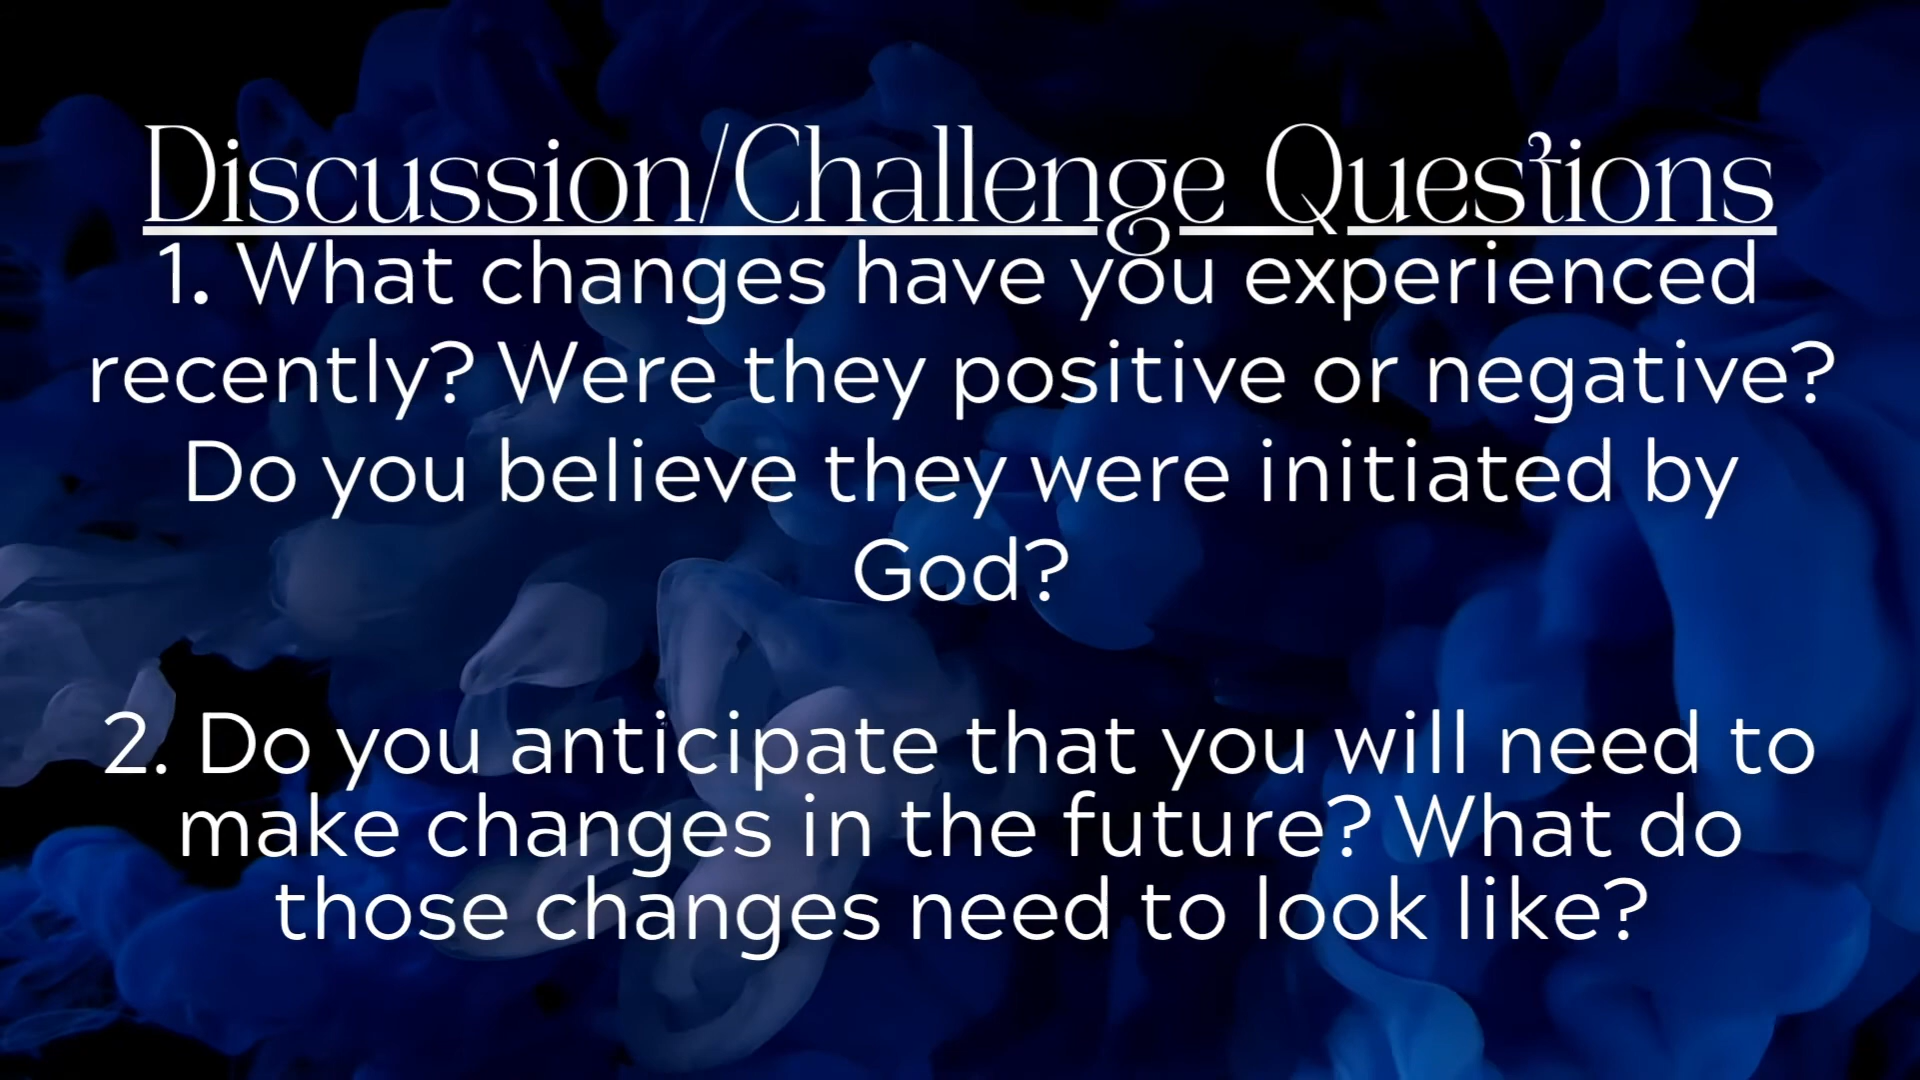 Discussion/Challenge Questions
1. What changes have you experienced
recently? Were they positive or negative?
Do you believe they were initiated by
God?
2. Do you anticipate that you will need to
make changes in the future? What do
those changes need to look like?